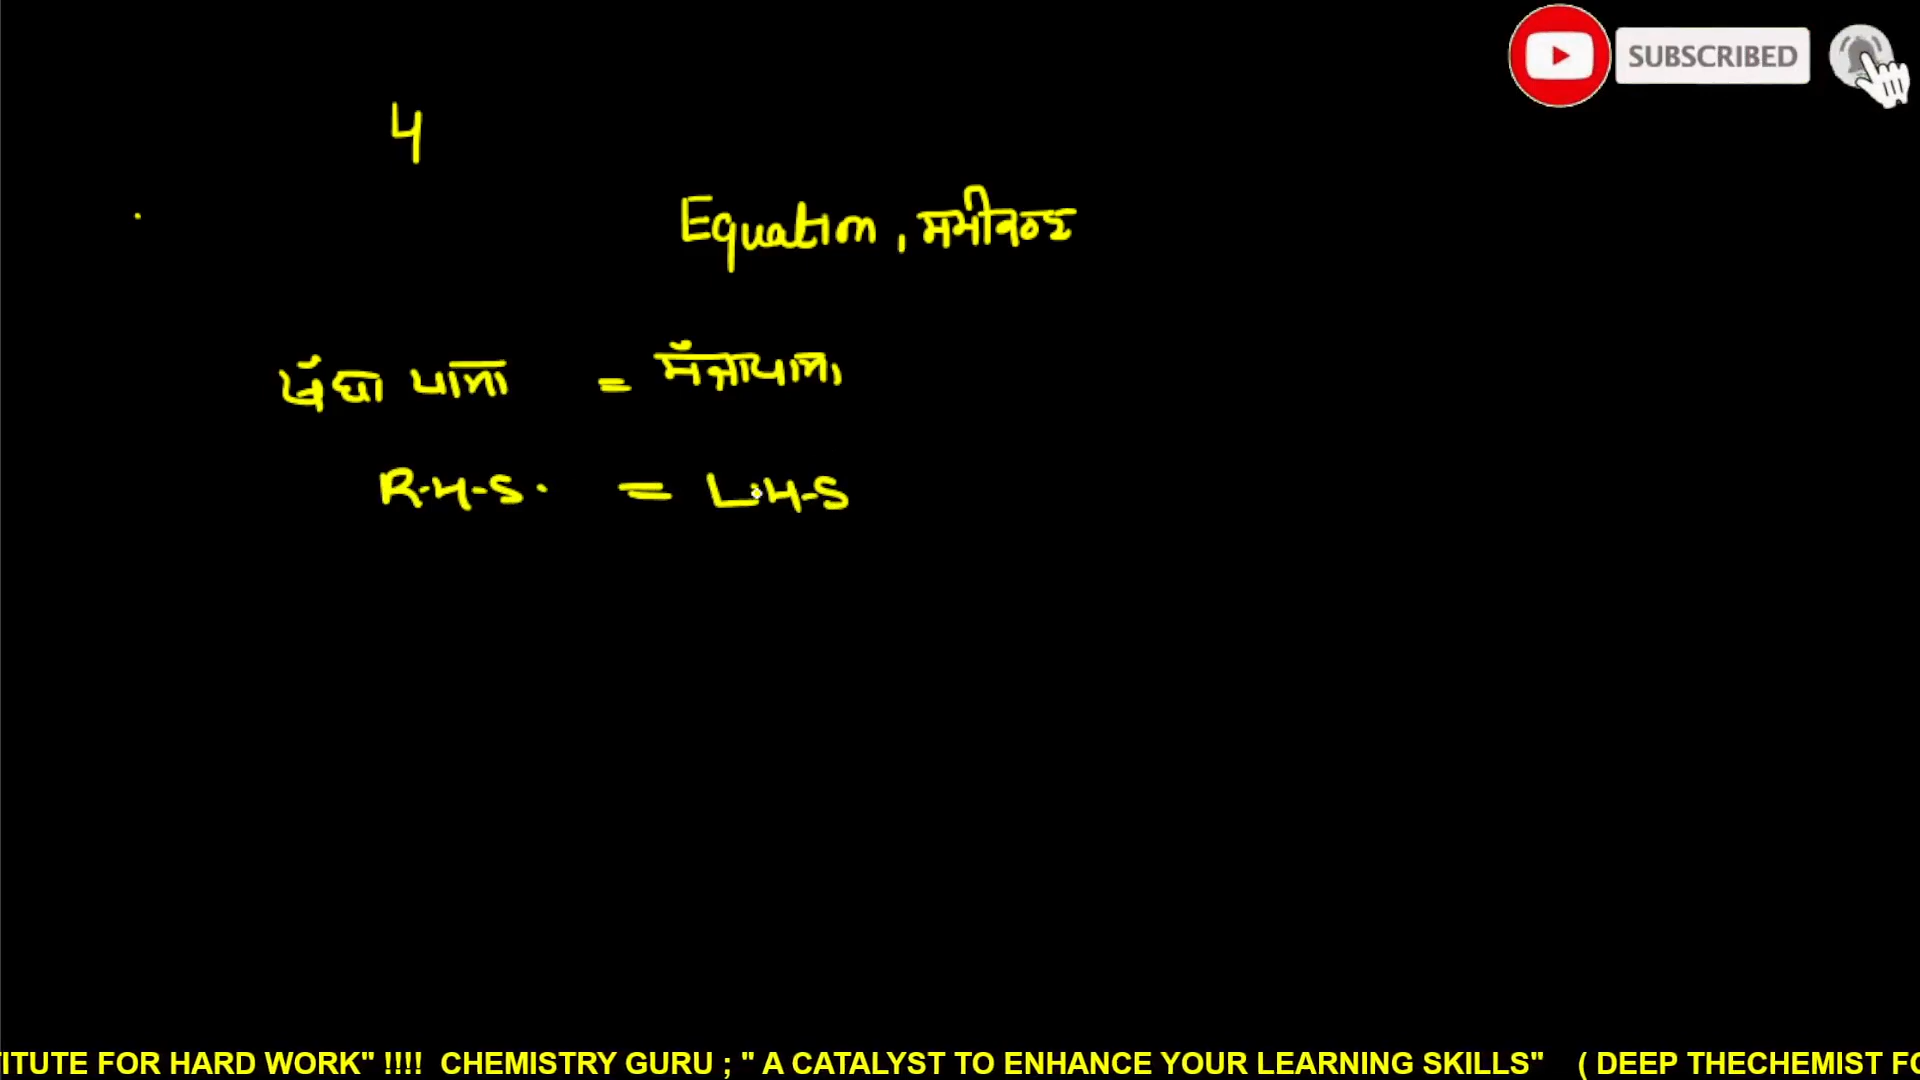 SUBSCRIBED
4
Equation, ਸਮੀਕਰਣ
ਖੱਬਾ ਪਾਸਾ = ਸੱਜਾ ਪਾਸਾ
R.H.S. = L.H.S
TITUTE FOR HARD WORK" !!!! CHEMISTRY GURU ; " A CATALYST TO ENHANCE YOUR LEARNING SKILLS" ( DEEP THECHEMIST FO